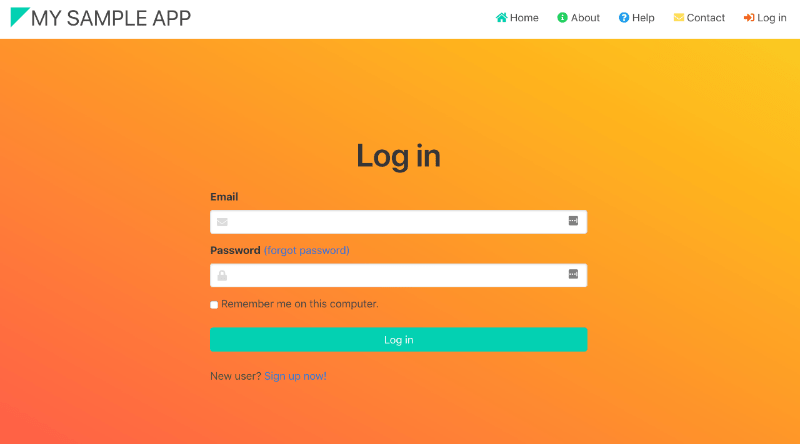 MY SAMPLE APP Home About Help Contact Log in
Log in
Email
Password (forgot password)
Remember me on this computer.
Log in
New user? Sign up now!